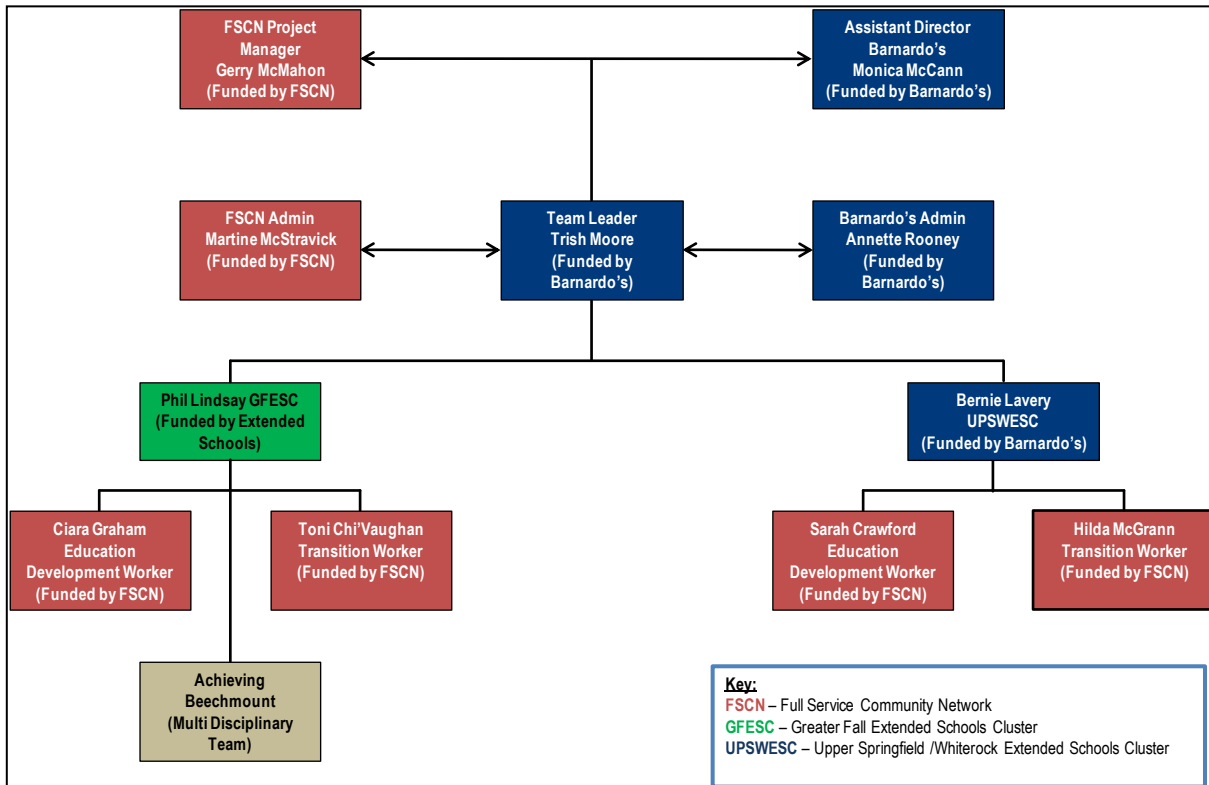 FSCN Project
Manager
Gerry McMahon
(Funded by FSCN)
Assistant Director
Barnardo's
Monica McCann
(Funded by Barnardo's)
FSCN Admin
Martine McStravick
(Funded by FSCN)
Team Leader
Trish Moore
(Funded by
Barnardo's)
Barnardo's Admin
Annette Rooney
(Funded by
Barnardo's)
Phil Lindsay GFESC
(Funded by Extended
Schools)
Bernie Lavery
UPSWESC
(Funded by Barnardo's)
Ciara Graham
Education
Development Worker
(Funded by FSCN)
Toni Chi'Vaughan
Transition Worker
(Funded by FSCN)
Sarah Crawford
Education
Development Worker
(Funded by FSCN)
Hilda McGrann
Transition Worker
(Funded by FSCN)
Achieving
Beechmount
(Multi Disciplinary
Team)
Key:
FSCN – Full Service Community Network
GFESC – Greater Fall Extended Schools Cluster
UPSWESC – Upper Springfield /Whiterock Extended Schools Cluster